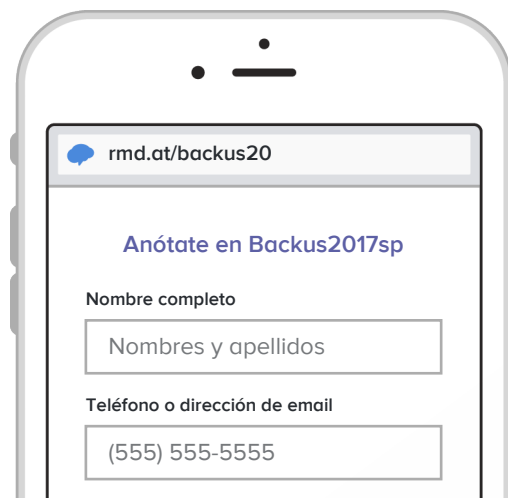 rmd.at/backus20
Anótate en Backus2017sp
Nombre completo
Nombres y apellidos
Teléfono o dirección de email
(555) 555-5555